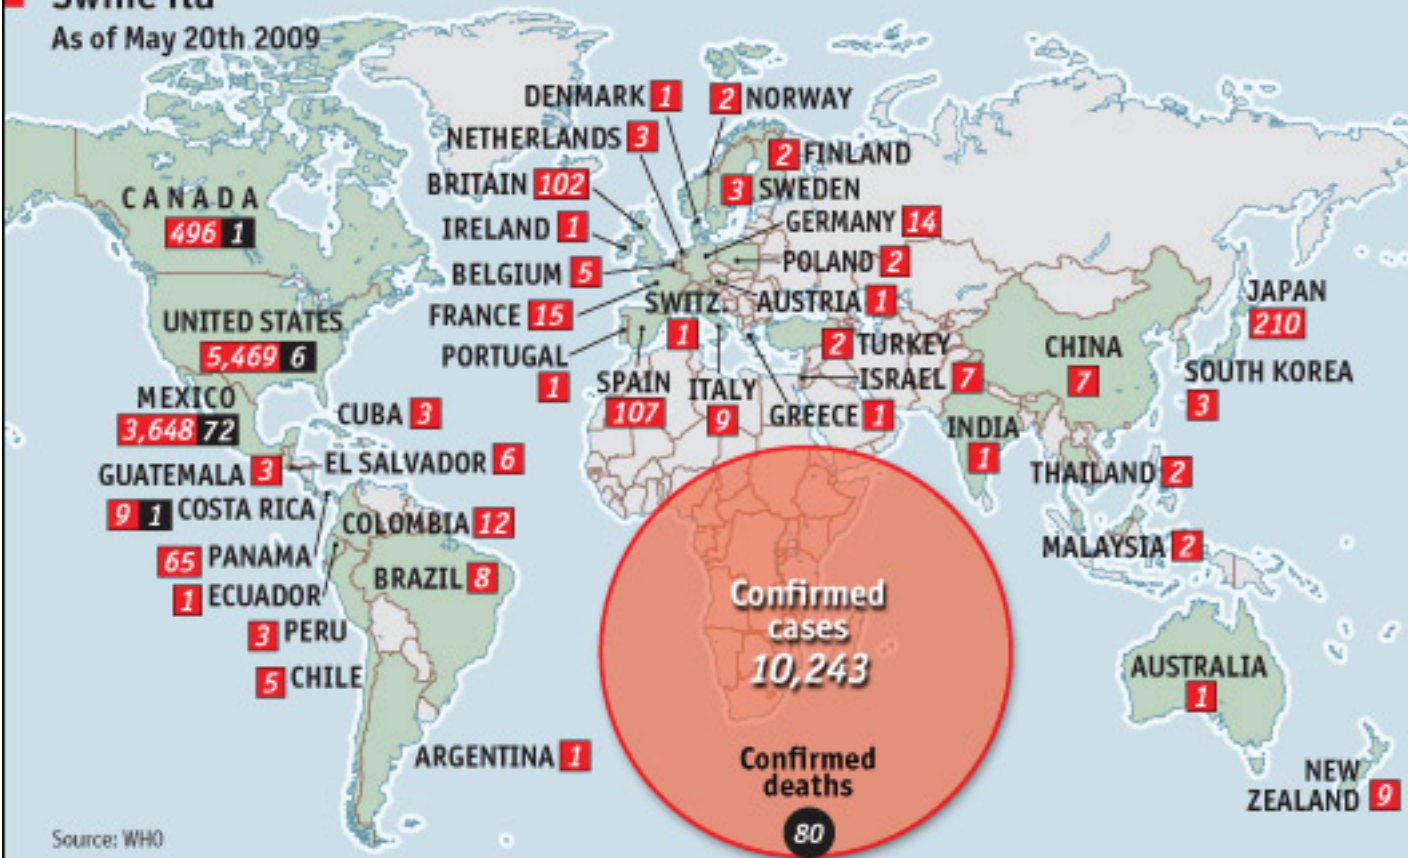 Swine flu
As of May 20th 2009
DENMARK 1
2 NORWAY
NETHERLANDS 3
2 FINLAND
BRITAIN 102
3 SWEDEN
CANADA
496 1
IRELAND 1
GERMANY 14
BELGIUM 5
POLAND 2
FRANCE 15
SWITZ.
1
AUSTRIA 1
JAPAN
210
UNITED STATES
5,469 6
PORTUGAL
1
2 TURKEY
CHINA
7
SPAIN
107
ITALY
9
ISRAEL 7
SOUTH KOREA
3
MEXICO
3,648 72
CUBA 3
GREECE 1
INDIA
1
GUATEMALA 3
EL SALVADOR 6
THAILAND 2
9 1 COSTA RICA
COLOMBIA 12
65 PANAMA
MALAYSIA 2
1 ECUADOR
BRAZIL 8
3 PERU
5 CHILE
Confirmed
cases
10,243
AUSTRALIA
1
ARGENTINA 1
Confirmed
deaths
80
NEW
ZEALAND 9
Source: WHO